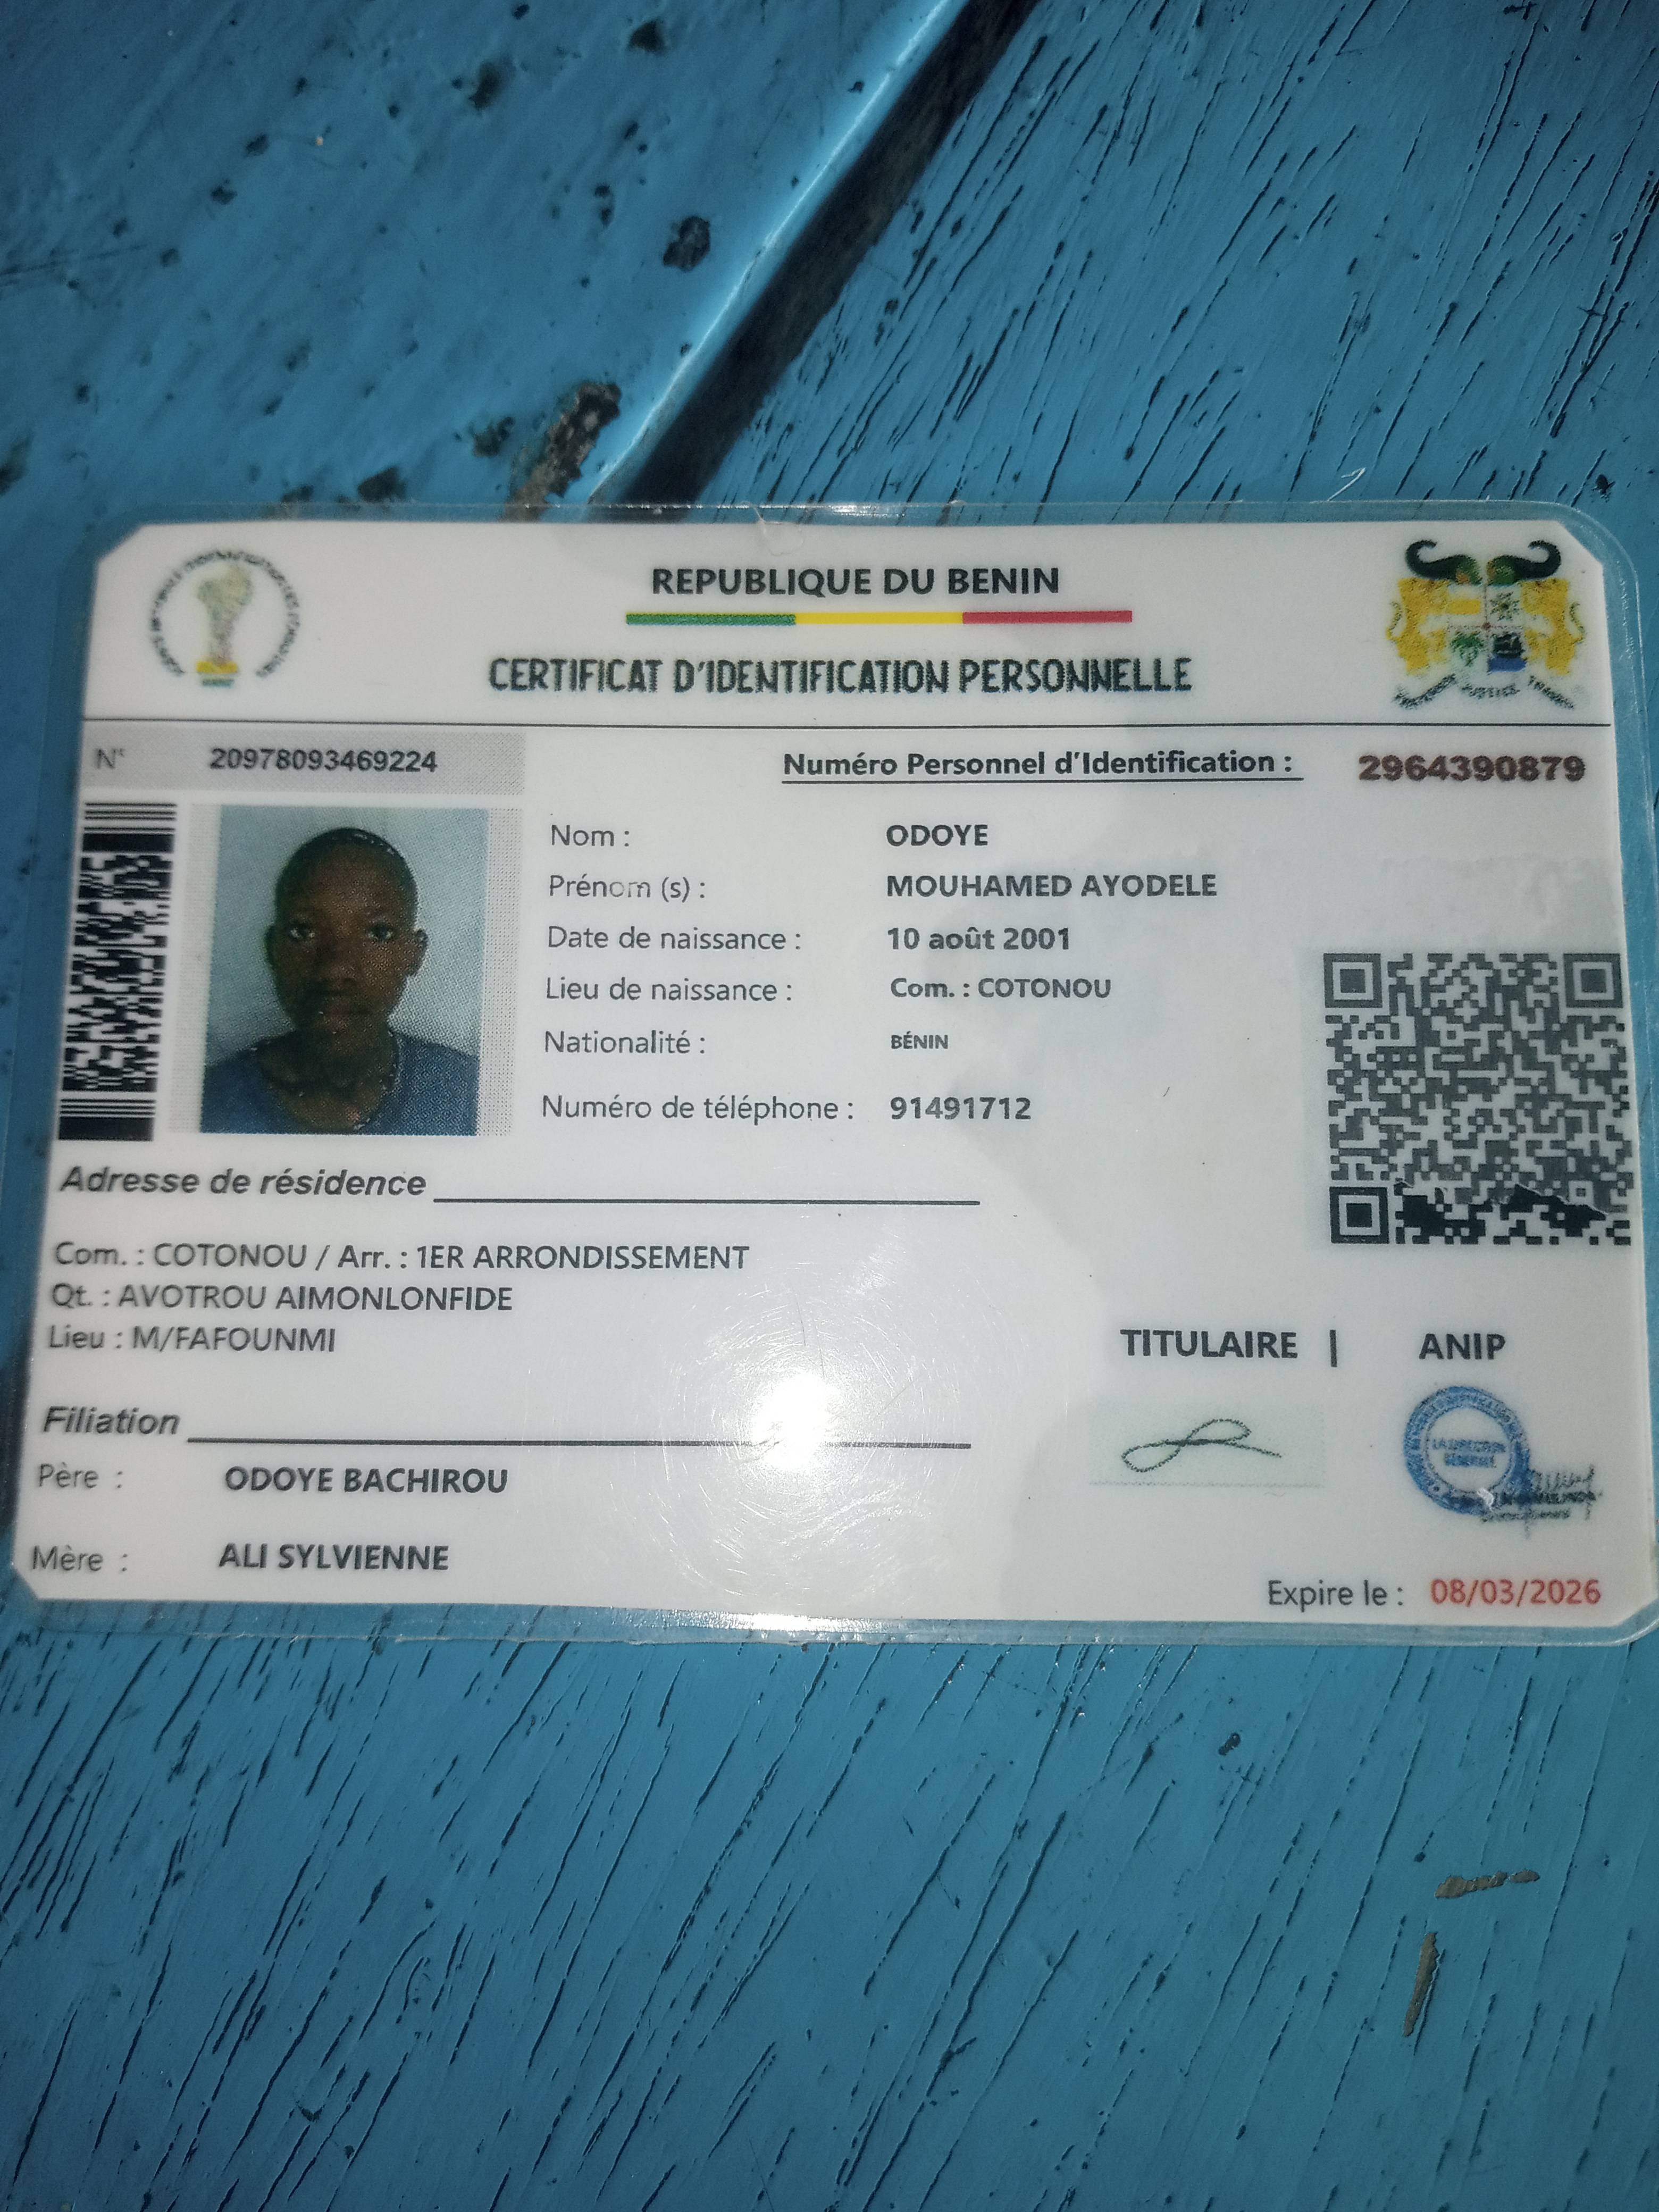 REPUBLIQUE DU BENIN
CERTIFICAT D'IDENTIFICATION PERSONNELLE
N° 20978093469224
Numéro Personnel d'Identification : 2964390879
Nom : ODOYE
Prénom (s) : MOUHAMED AYODELE
Date de naissance : 10 août 2001
Lieu de naissance : Com. : COTONOU
Nationalité : BÉNIN
Numéro de téléphone : 91491712
Adresse de résidence
Com. : COTONOU / Arr. : 1ER ARRONDISSEMENT
Qt. : AVOTROU AIMONLONFIDE
Lieu : M/FAFOUNMI
TITULAIRE | ANIP
LA DIRECTION
GÉNÉRALE
Filiation
Père : ODOYE BACHIROU
Mère : ALI SYLVIENNE
Expire le : 08/03/2026